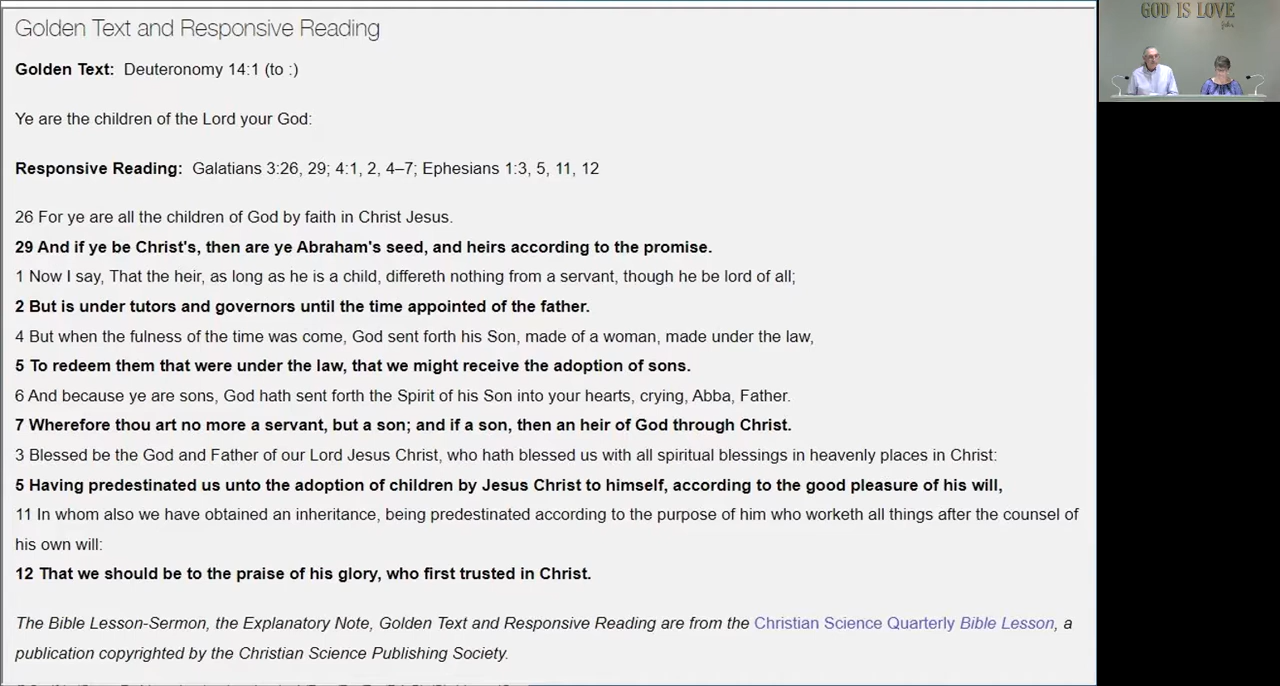 Golden Text and Responsive Reading
Golden Text: Deuteronomy 14:1 (to :)
Ye are the children of the Lord your God:
Responsive Reading: Galatians 3:26, 29; 4:1, 2, 4–7; Ephesians 1:3, 5, 11, 12
26 For ye are all the children of God by faith in Christ Jesus.
29 And if ye be Christ's, then are ye Abraham's seed, and heirs according to the promise.
1 Now I say, That the heir, as long as he is a child, differeth nothing from a servant, though he be lord of all;
2 But is under tutors and governors until the time appointed of the father.
4 But when the fulness of the time was come, God sent forth his Son, made of a woman, made under the law,
5 To redeem them that were under the law, that we might receive the adoption of sons.
6 And because ye are sons, God hath sent forth the Spirit of his Son into your hearts, crying, Abba, Father.
7 Wherefore thou art no more a servant, but a son; and if a son, then an heir of God through Christ.
3 Blessed be the God and Father of our Lord Jesus Christ, who hath blessed us with all spiritual blessings in heavenly places in Christ:
5 Having predestinated us unto the adoption of children by Jesus Christ to himself, according to the good pleasure of his will,
11 In whom also we have obtained an inheritance, being predestinated according to the purpose of him who worketh all things after the counsel of
his own will:
12 That we should be to the praise of his glory, who first trusted in Christ.
The Bible Lesson-Sermon, the Explanatory Note, Golden Text and Responsive Reading are from the Christian Science Quarterly Bible Lesson, a
publication copyrighted by the Christian Science Publishing Society.
GOD IS LOVE